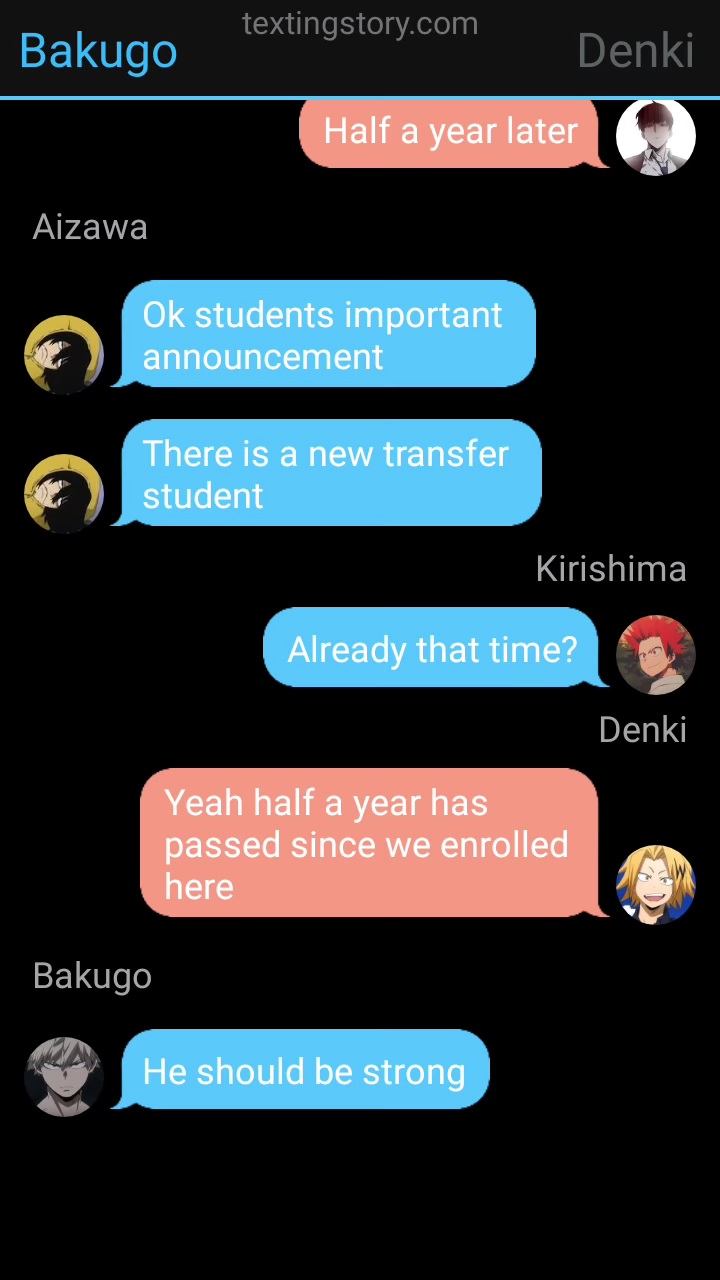 textingstory.com
Bakugo
Denki
Half a year later
Aizawa
Ok students important
announcement
There is a new transfer
student
Kirishima
Already that time?
Denki
Yeah half a year has
passed since we enrolled
here
Bakugo
He should be strong